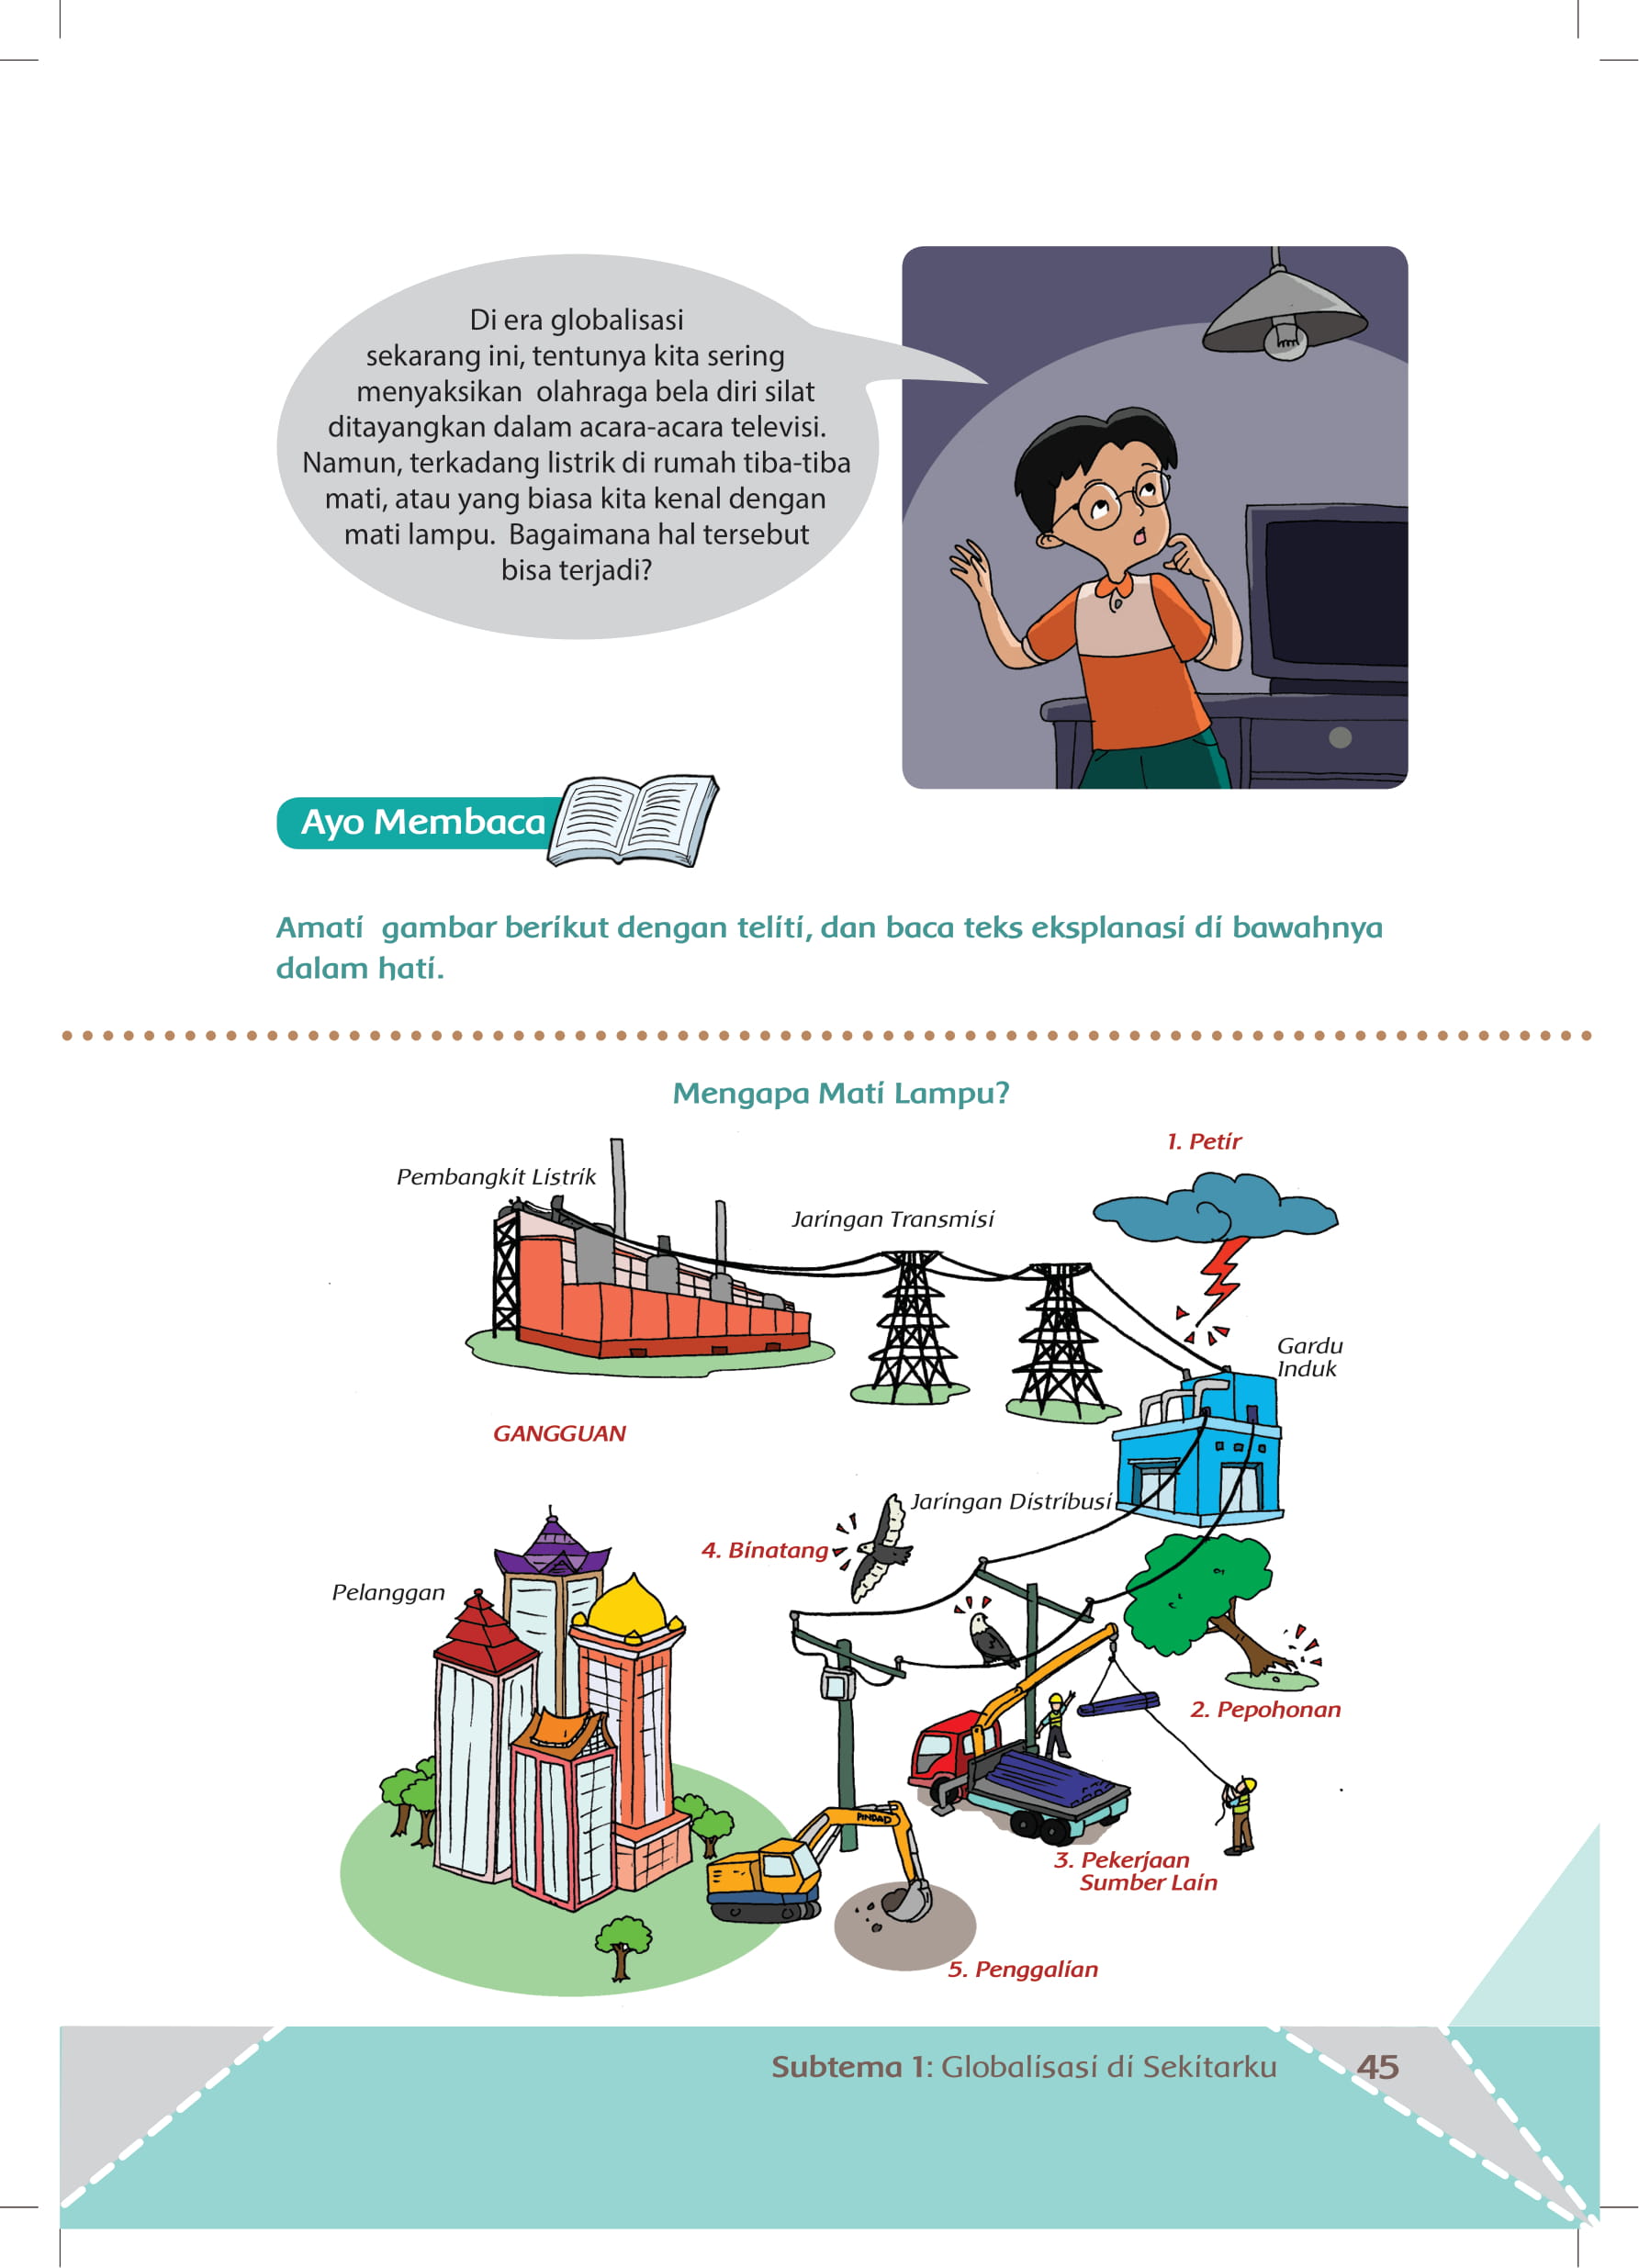 Di era globalisasi
sekarang ini, tentunya kita sering
menyaksikan  olahraga bela diri silat
ditayangkan dalam acara-acara televisi.
Namun, terkadang listrik di rumah tiba-tiba
mati, atau yang biasa kita kenal dengan
mati lampu.  Bagaimana hal tersebut
bisa terjadi?
Ayo Membaca
Amati  gambar berikut dengan teliti, dan baca teks eksplanasi di bawahnya
dalam hati.
Mengapa Mati Lampu?
1. Petir
Pembangkit Listrik
Jaringan Transmisi
Gardu
Induk
GANGGUAN
Jaringan Distribusi
4. Binatang
Pelanggan
2. Pepohonan
PINDAD
3. Pekerjaan
Sumber Lain
5. Penggalian
Subtema 1: Globalisasi di Sekitarku
45